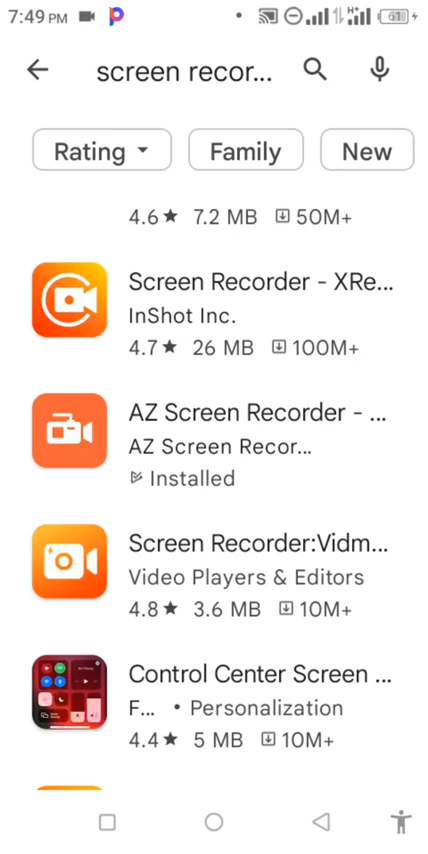 7:49 PM
H+
61
screen recor...
Rating
Family
New
4.6★ 7.2 MB 50M+
Screen Recorder - XRe...
InShot Inc.
4.7★ 26 MB 100M+
AZ Screen Recorder - ...
AZ Screen Recor...
Installed
Screen Recorder:Vidm...
Video Players & Editors
4.8★ 3.6 MB 10M+
Control Center Screen ...
F... • Personalization
4.4★ 5 MB 10M+